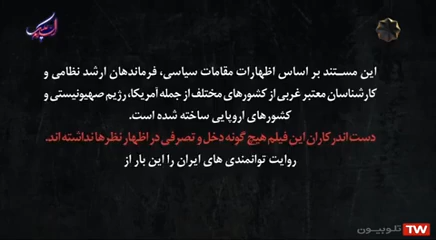 این مستند بر اساس اظهارات مقامات سیاسی، فرماندهان ارشد نظامی و
کارشناسان معتبر غربی از کشورهای مختلف از جمله آمریکا، رژیم صهیونیستی و
کشورهای اروپایی ساخته شده است.
دست اندرکاران این فیلم هیچ گونه دخل و تصرفی در اظهار نظرها نداشته اند.
روایت توانمندی های ایران را این بار از
تلوبیون TW